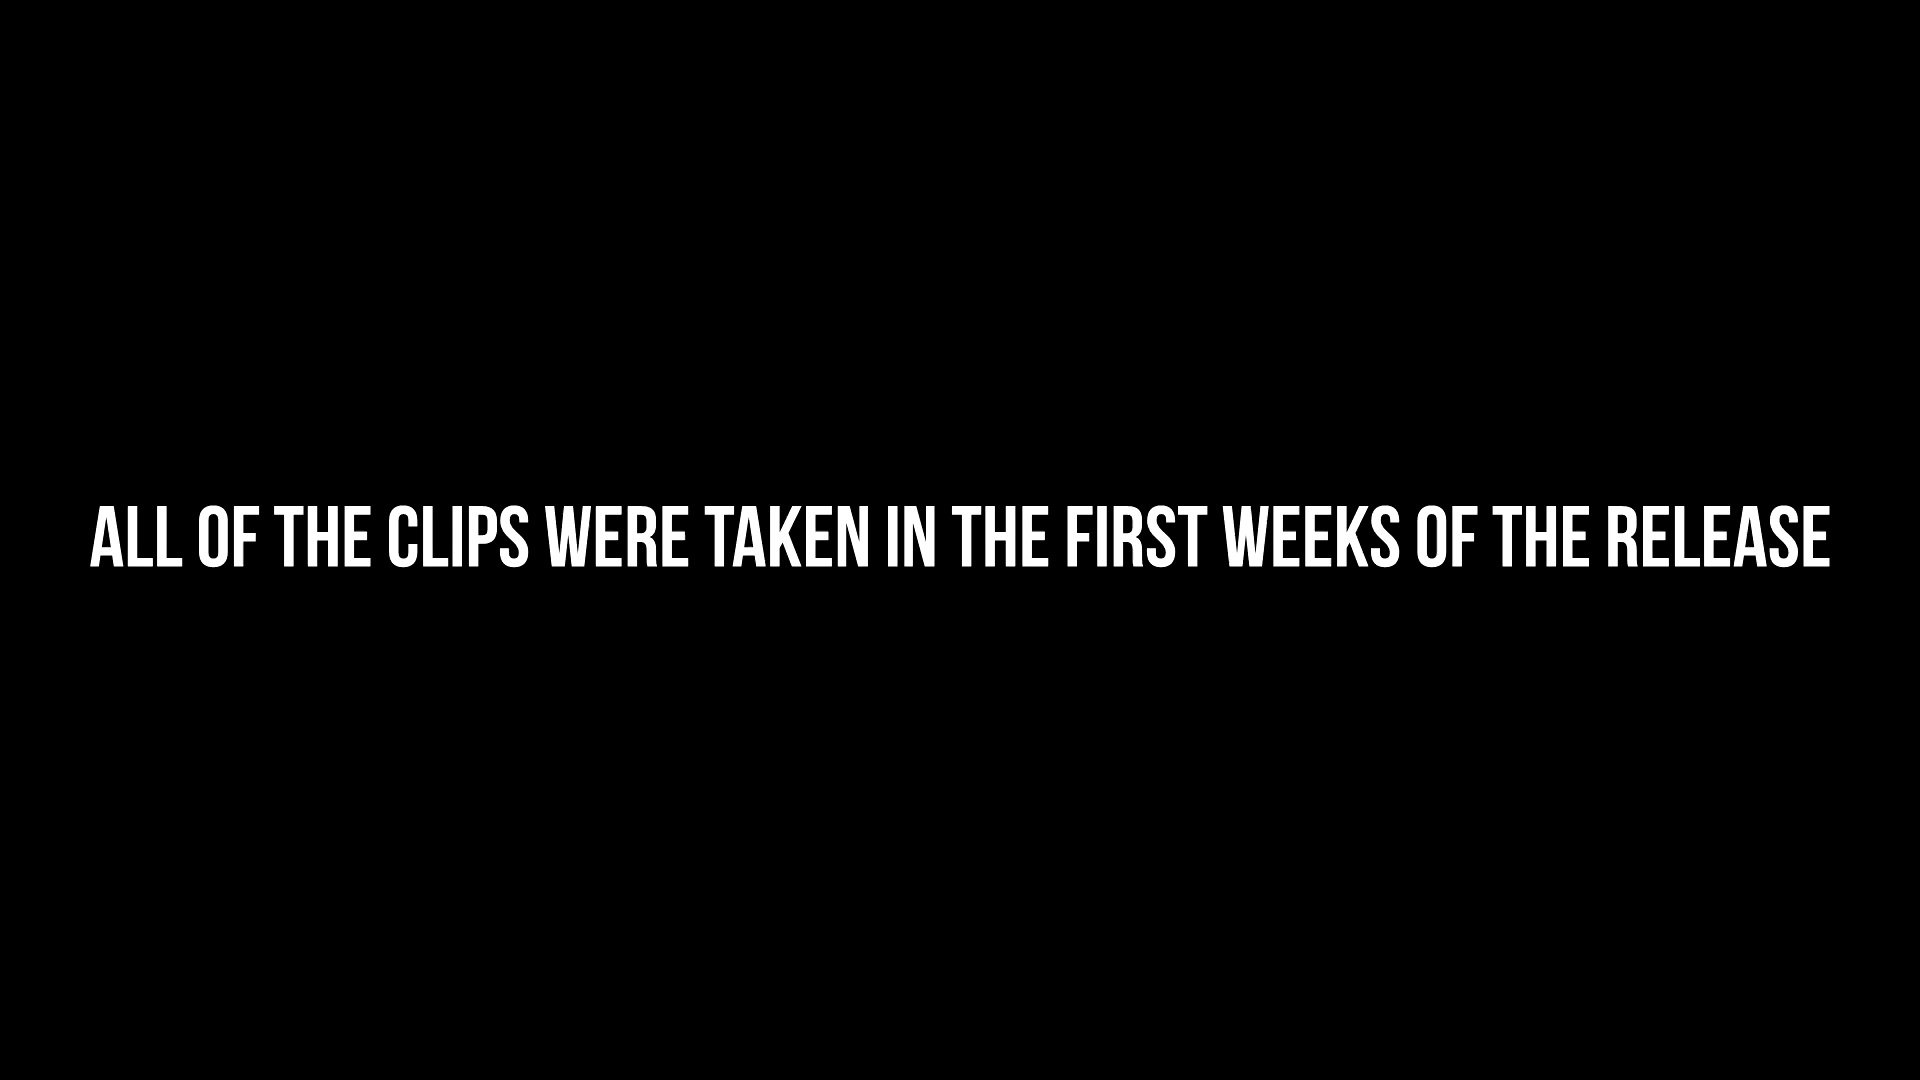 ALL OF THE CLIPS WERE TAKEN IN THE FIRST WEEKS OF THE RELEASE